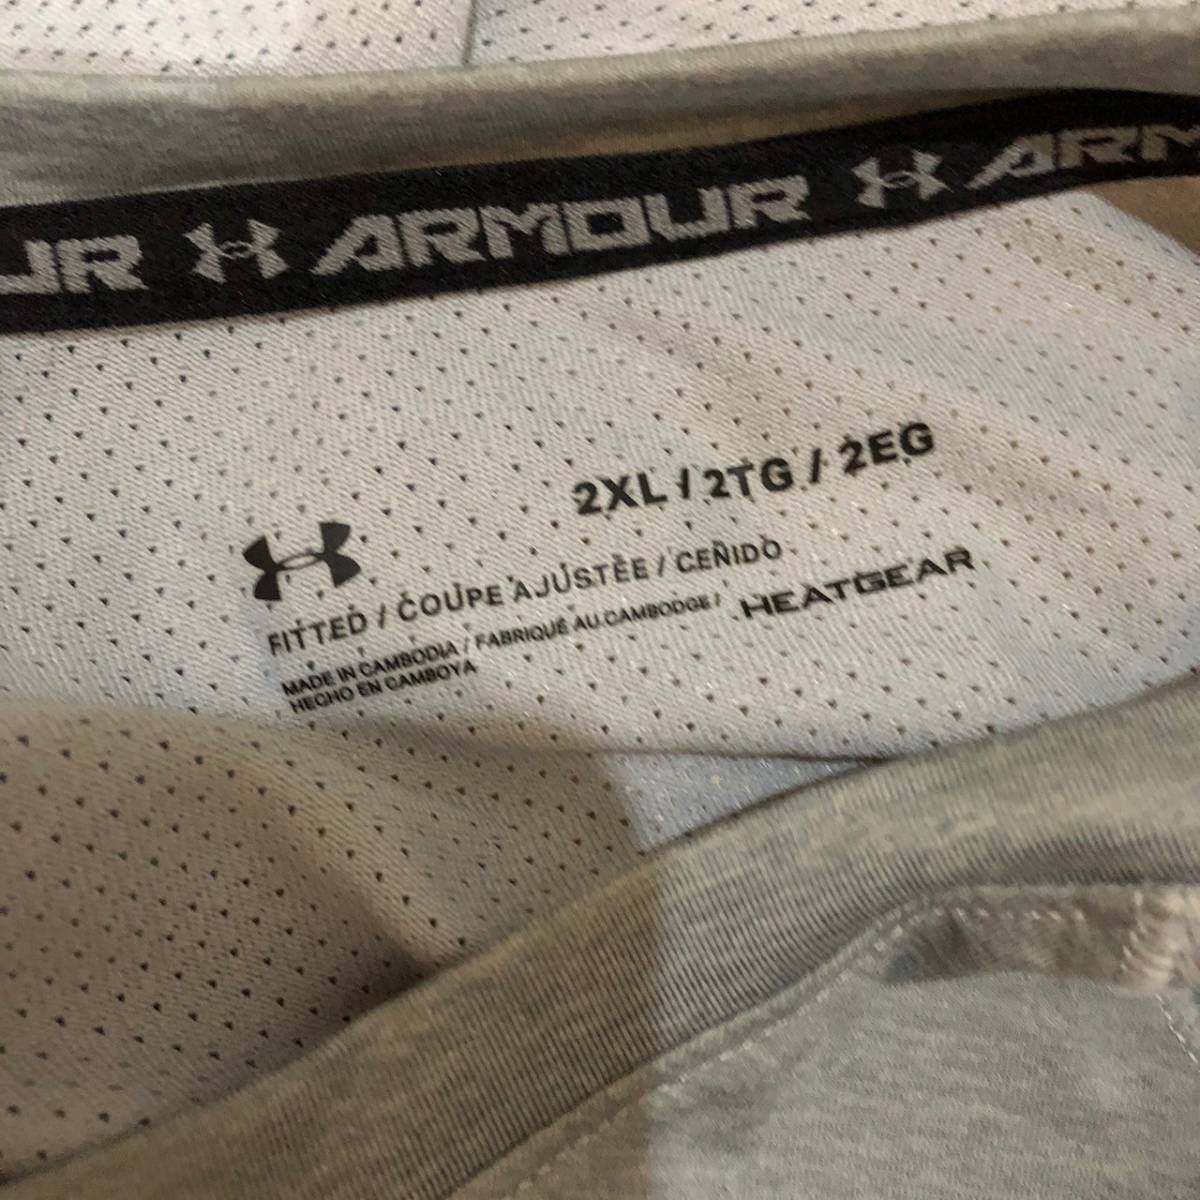 UR ARMOUR ARM
2XL / 2TG / 2EG
FITTED / COUPE AJUSTÉE / CEÑIDO
MADE IN CAMBODIA / FABRIQUÉ AU CAMBODGE / HEATGEAR
HECHO EN CAMBOYA